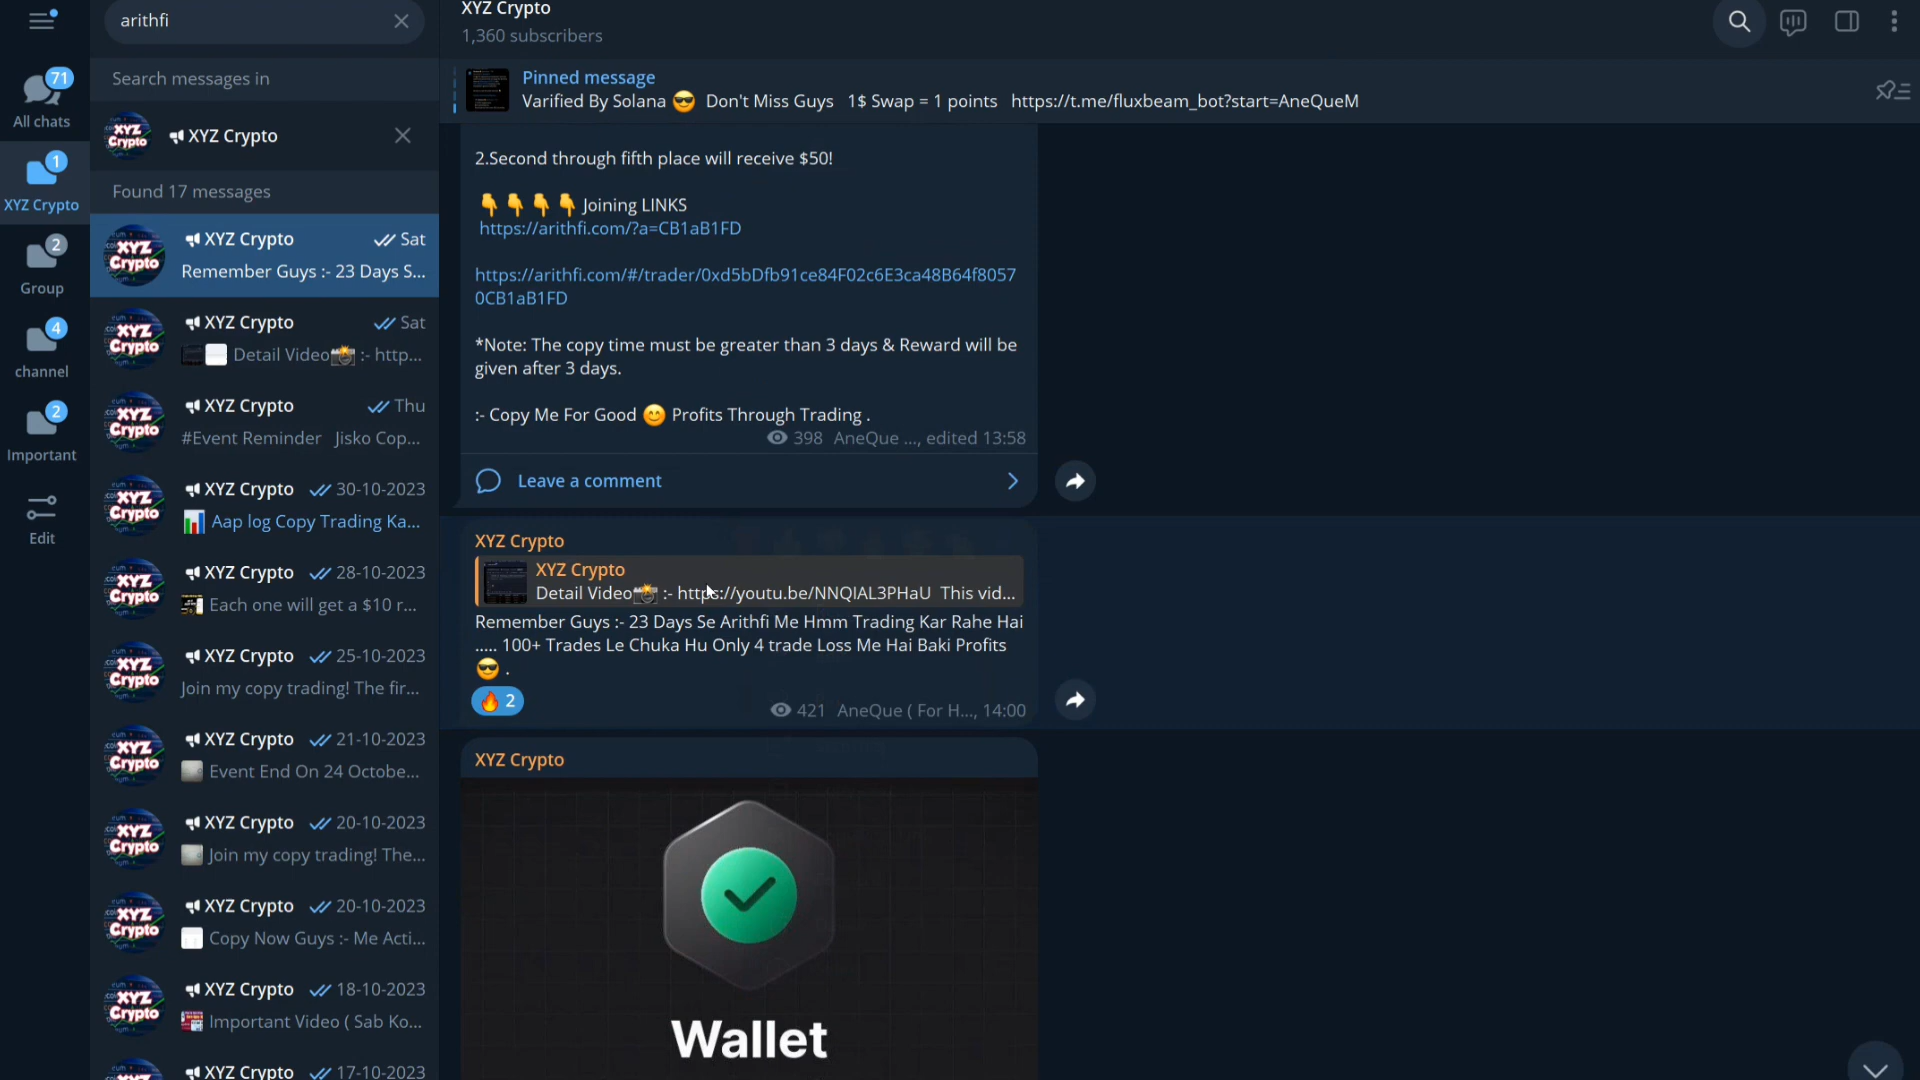 arithfi
Search messages in
XYZ Crypto
Found 17 messages
71
All chats
1
XYZ Crypto
2
Group
4
channel
2
Important
Edit
XYZ Crypto Sat
Remember Guys :- 23 Days S...
XYZ Crypto Sat
Detail Video📸 :- http...
XYZ Crypto Thu
#Event Reminder Jisko Cop...
XYZ Crypto 30-10-2023
📊 Aap log Copy Trading Ka...
XYZ Crypto 28-10-2023
Each one will get a $10 r...
XYZ Crypto 25-10-2023
Join my copy trading! The fir...
XYZ Crypto 21-10-2023
Event End On 24 Octobe...
XYZ Crypto 20-10-2023
Join my copy trading! The...
XYZ Crypto 20-10-2023
Copy Now Guys :- Me Acti...
XYZ Crypto 18-10-2023
Important Video ( Sab Ko...
XYZ Crypto 17-10-2023
XYZ Crypto
1,360 subscribers
Pinned message
Varified By Solana 😎 Don't Miss Guys 1$ Swap = 1 points https://t.me/fluxbeam_bot?start=AneQueM
2.Second through fifth place will receive $50!
👇👇👇👇 Joining LINKS
https://arithfi.com/?a=CB1aB1FD
https://arithfi.com/#/trader/0xd5bDfb91ce84F02c6E3ca48B64f8057
0CB1aB1FD
*Note: The copy time must be greater than 3 days & Reward will be
given after 3 days.
:- Copy Me For Good 😊 Profits Through Trading .
398 AneQue ..., edited 13:58
Leave a comment
XYZ Crypto
XYZ Crypto
Detail Video📸 :- https://youtu.be/NNQIAL3PHaU This vid...
Remember Guys :- 23 Days Se Arithfi Me Hmm Trading Kar Rahe Hai
..... 100+ Trades Le Chuka Hu Only 4 trade Loss Me Hai Baki Profits
😎 .
🔥 2
421 AneQue ( For H..., 14:00
XYZ Crypto
Wallet